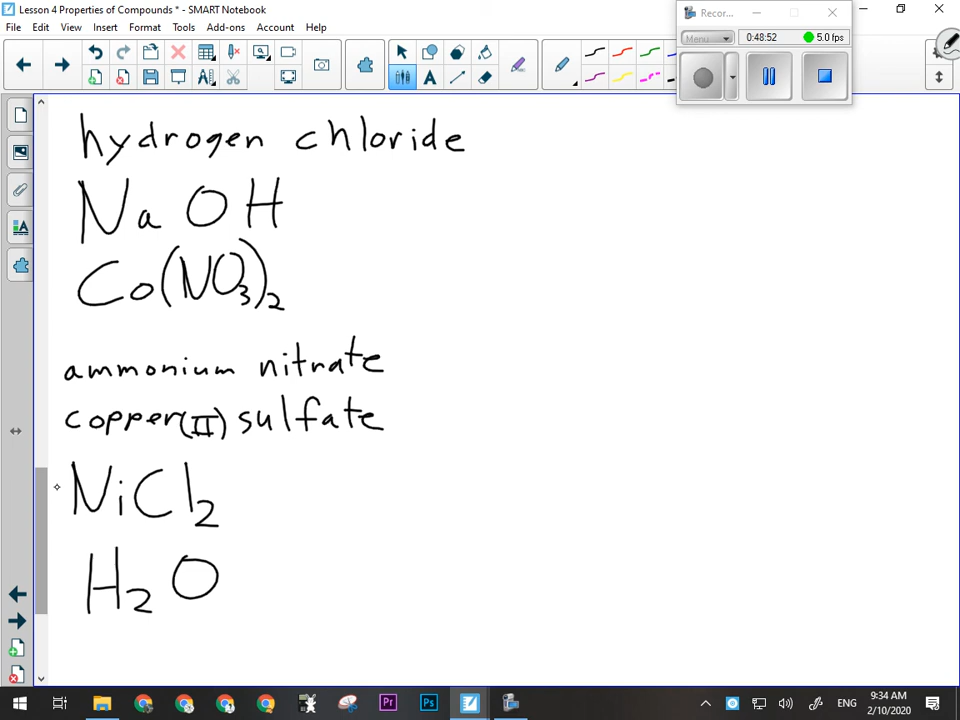 Lesson 4 Properties of Compounds * - SMART Notebook
File Edit View Insert Format Tools Add-ons Account Help
Recor...
Menu
0:48:52
5.0 fps
hydrogen chloride
NaOH
Co(NO₃)₂
ammonium nitrate
copper(II) sulfate
NiCl₂
H₂O
ENG
9:34 AM
2/10/2020